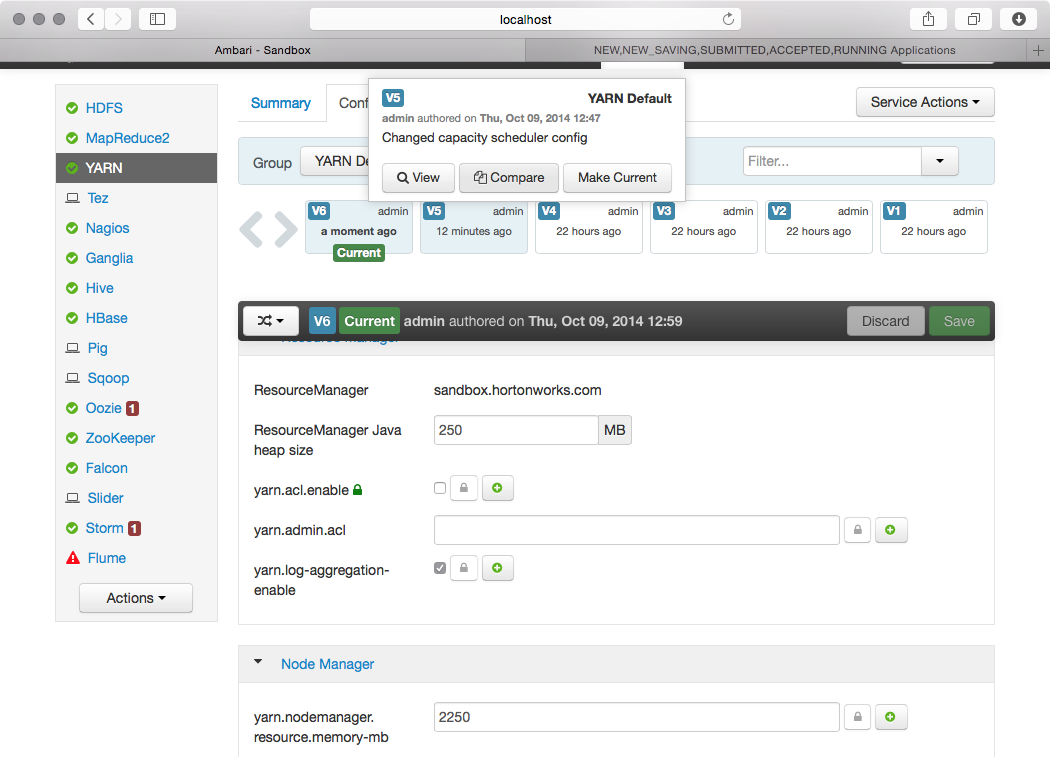 localhost
Ambari - Sandbox
NEW,NEW_SAVING,SUBMITTED,ACCEPTED,RUNNING Applications
HDFS
MapReduce2
YARN
Tez
Nagios
Ganglia
Hive
HBase
Pig
Sqoop
Oozie 1
ZooKeeper
Falcon
Slider
Storm 1
Flume
Actions
Summary
Conf
Service Actions
V5 YARN Default
admin authored on Thu, Oct 09, 2014 12:47
Changed capacity scheduler config
View Compare Make Current
Group YARN De
Filter...
V6 admin
a moment ago
Current
V5 admin
12 minutes ago
V4 admin
22 hours ago
V3 admin
22 hours ago
V2 admin
22 hours ago
V1 admin
22 hours ago
V6 Current admin authored on Thu, Oct 09, 2014 12:59
Discard Save
Resource Manager
ResourceManager sandbox.hortonworks.com
ResourceManager Java
heap size
250 MB
yarn.acl.enable
yarn.admin.acl
yarn.log-aggregation-
enable
Node Manager
yarn.nodemanager.
resource.memory-mb
2250